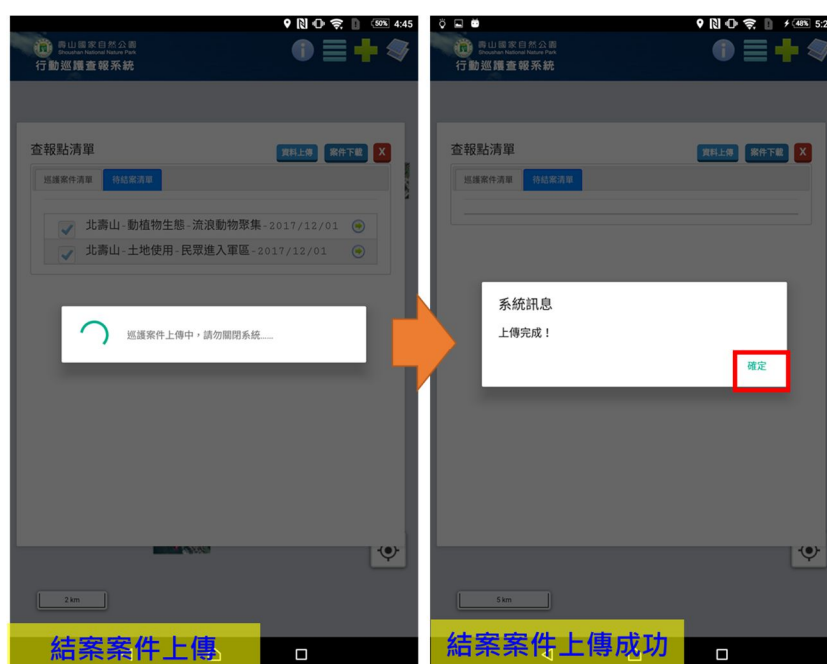 50% 4:45
壽山國家自然公園
Shoushan National Nature Park
行動巡護查報系統
查報點清單
資料上傳
案件下載
X
巡護案件清單
待結案清單
北壽山-動植物生態-流浪動物聚集-2017/12/01
北壽山-土地使用-民眾進入軍區-2017/12/01
巡護案件上傳中,請勿關閉系統......
2 km
結案案件上傳
48% 5:2
壽山國家自然公園
Shoushan National Nature Park
行動巡護查報系統
查報點清單
資料上傳
案件下載
X
巡護案件清單
待結案清單
系統訊息
上傳完成!
確定
5 km
結案案件上傳成功